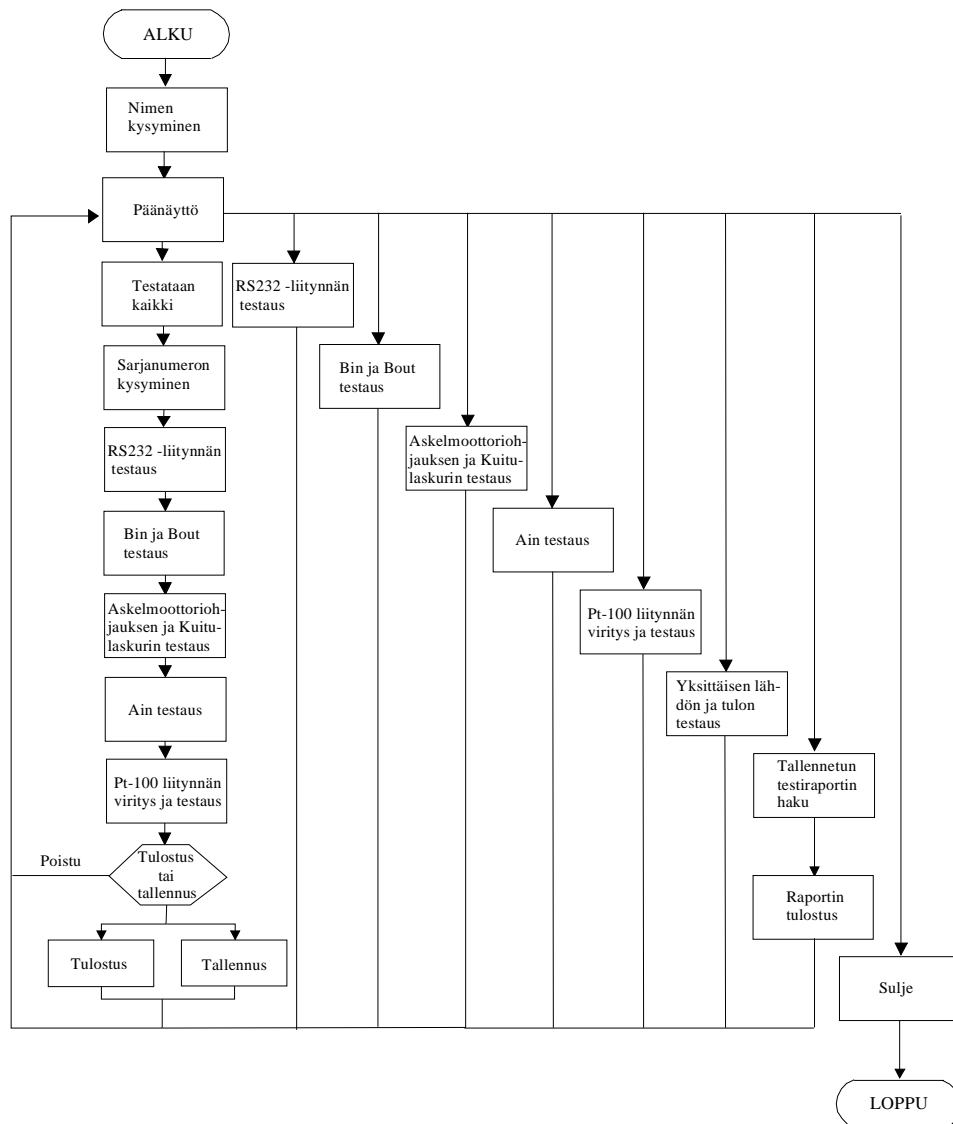 ALKU
Nimen
kysyminen
Päänäyttö
Testataan
kaikki
Sarjanumeron
kysyminen
RS232 -liitynnän
testaus
Bin ja Bout
testaus
Askelmoottorioh-
jauksen ja Kuitu-
laskurin testaus
Ain testaus
Pt-100 liitynnän
viritys ja testaus
Poistu
Tulostus
tai
tallennus
Tulostus
Tallennus
RS232 -liitynnän
testaus
Bin ja Bout
testaus
Askelmoottorioh-
jauksen ja Kuitu-
laskurin testaus
Ain testaus
Pt-100 liitynnän
viritys ja testaus
Yksittäisen läh-
dön ja tulon
testaus
Tallennetun
testiraportin
haku
Raportin
tulostus
Sulje
LOPPU